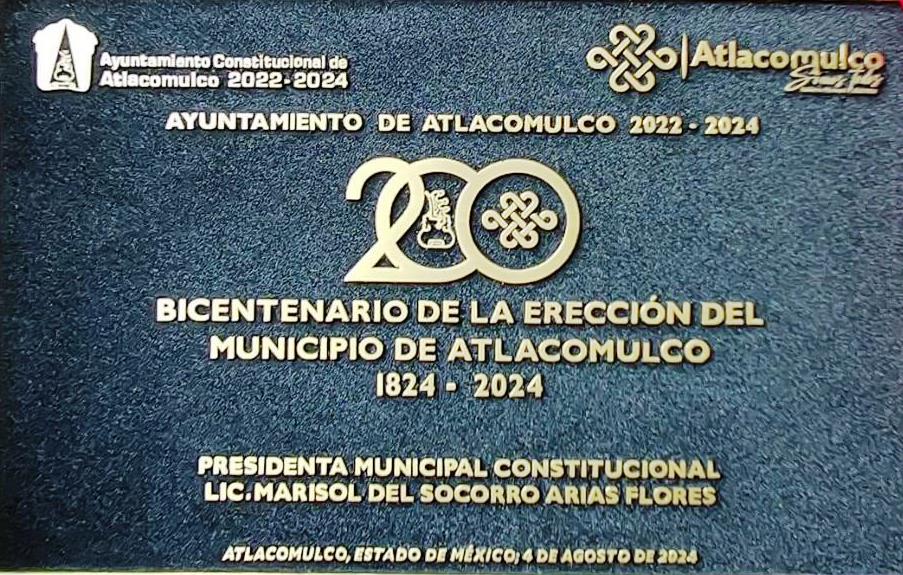 Ayuntamiento Constitucional de
Atlacomulco 2022-2024
Atlacomulco
Somos Todos
AYUNTAMIENTO DE ATLACOMULCO 2022 - 2024
200
BICENTENARIO DE LA ERECCIÓN DEL
MUNICIPIO DE ATLACOMULCO
1824 - 2024
PRESIDENTA MUNICIPAL CONSTITUCIONAL
LIC. MARISOL DEL SOCORRO ARIAS FLORES
ATLACOMULCO, ESTADO DE MÉXICO; 4 DE AGOSTO DE 2024